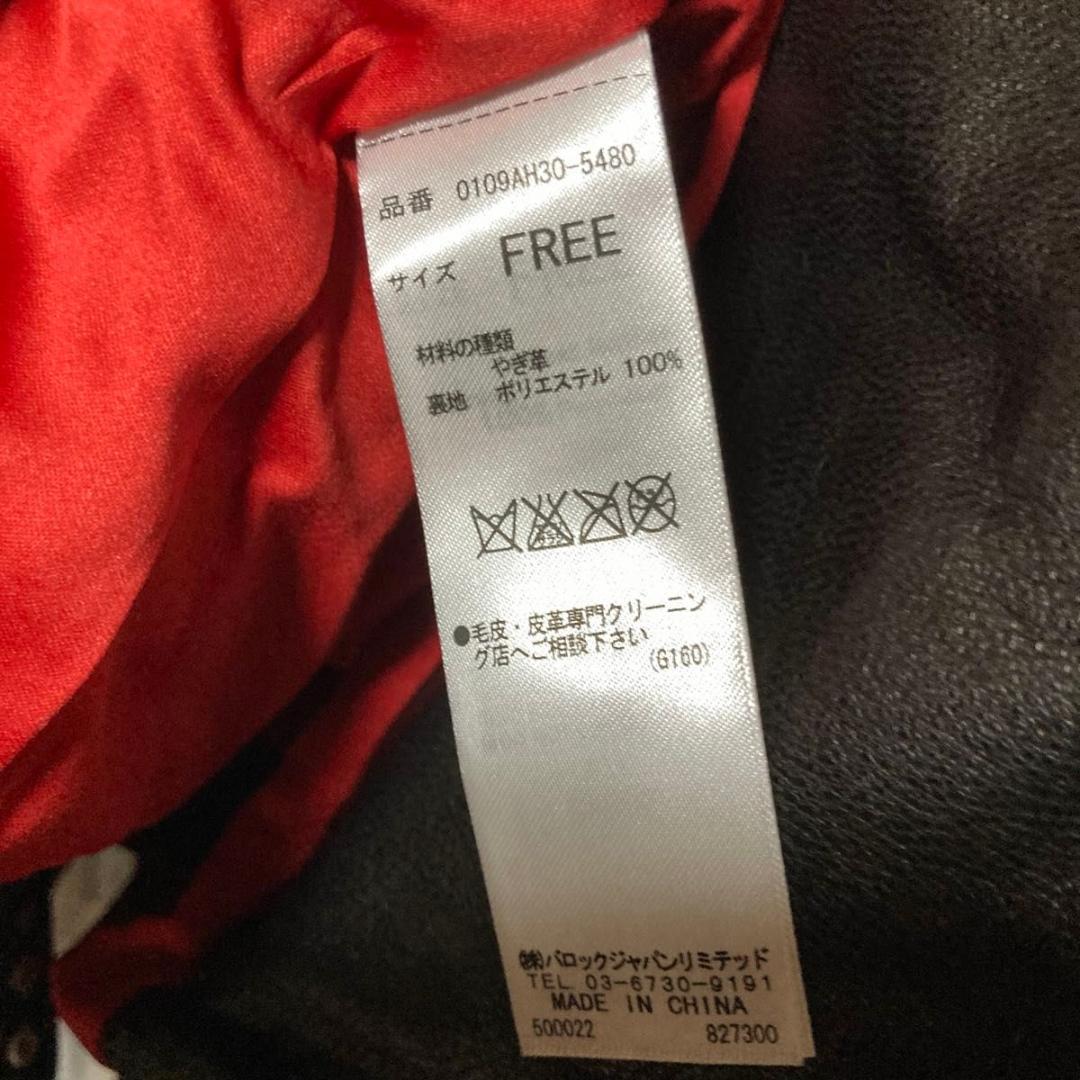 品番 0109AH30-5480
サイズ FREE
材料の種類
やぎ革
裏地 ポリエステル 100%
●毛皮・皮革専門クリーニン
グ店へご相談下さい
(G160)
㈱バロックジャパンリミテッド
TEL 03-6730-9191
MADE IN CHINA
500022 827300